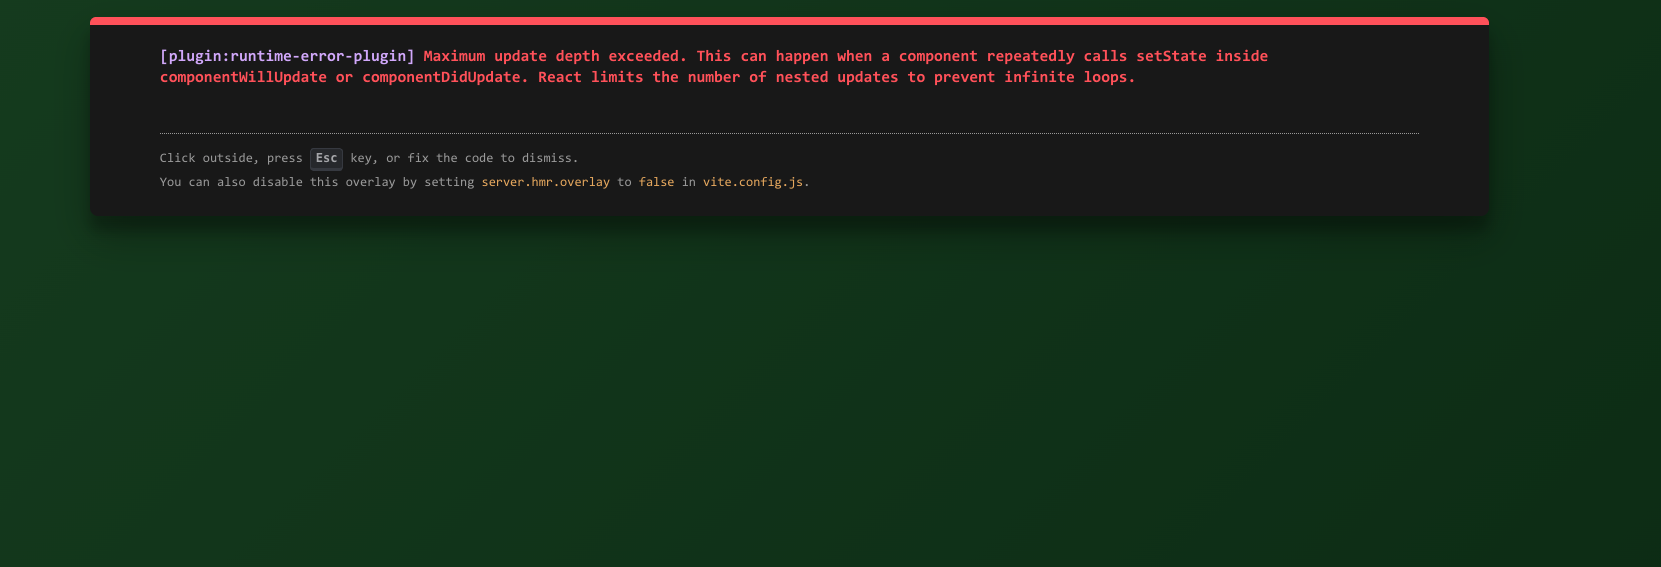 [plugin:runtime-error-plugin] Maximum update depth exceeded. This can happen when a component repeatedly calls setState inside
componentWillUpdate or componentDidUpdate. React limits the number of nested updates to prevent infinite loops.
Click outside, press Esc key, or fix the code to dismiss.
You can also disable this overlay by setting server.hmr.overlay to false in vite.config.js.